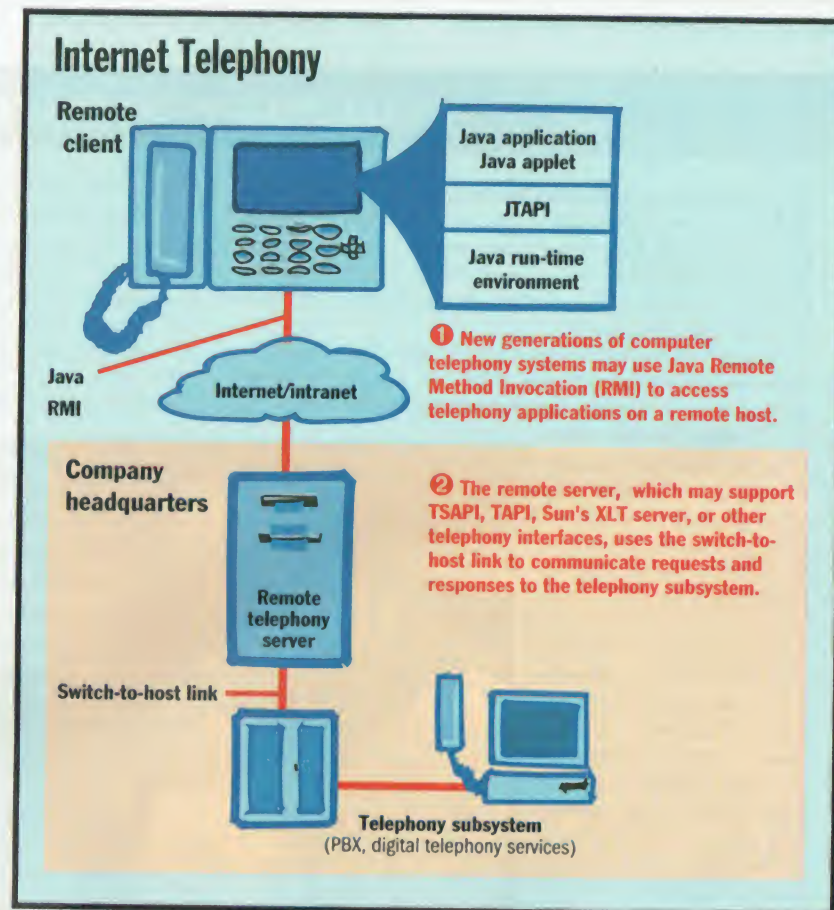 Internet Telephony
Remote
client
Java application
Java applet
JTAPI
Java run-time
environment
Java
RMI
Internet/intranet
❶ New generations of computer
telephony systems may use Java Remote
Method Invocation (RMI) to access
telephony applications on a remote host.
Company
headquarters
❷ The remote server, which may support
TSAPI, TAPI, Sun's XLT server, or other
telephony interfaces, uses the switch-to-
host link to communicate requests and
responses to the telephony subsystem.
Remote
telephony
server
Switch-to-host link
Telephony subsystem
(PBX, digital telephony services)